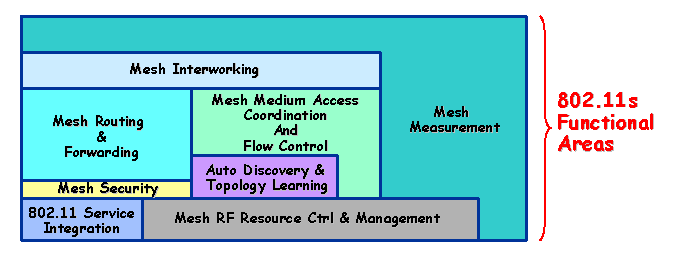 Mesh Interworking
Mesh Routing
&
Forwarding
Mesh Medium Access
Coordination
And
Flow Control
Mesh
Measurement
802.11s
Functional
Areas
Auto Discovery &
Topology Learning
Mesh Security
802.11 Service
Integration
Mesh RF Resource Ctrl & Management